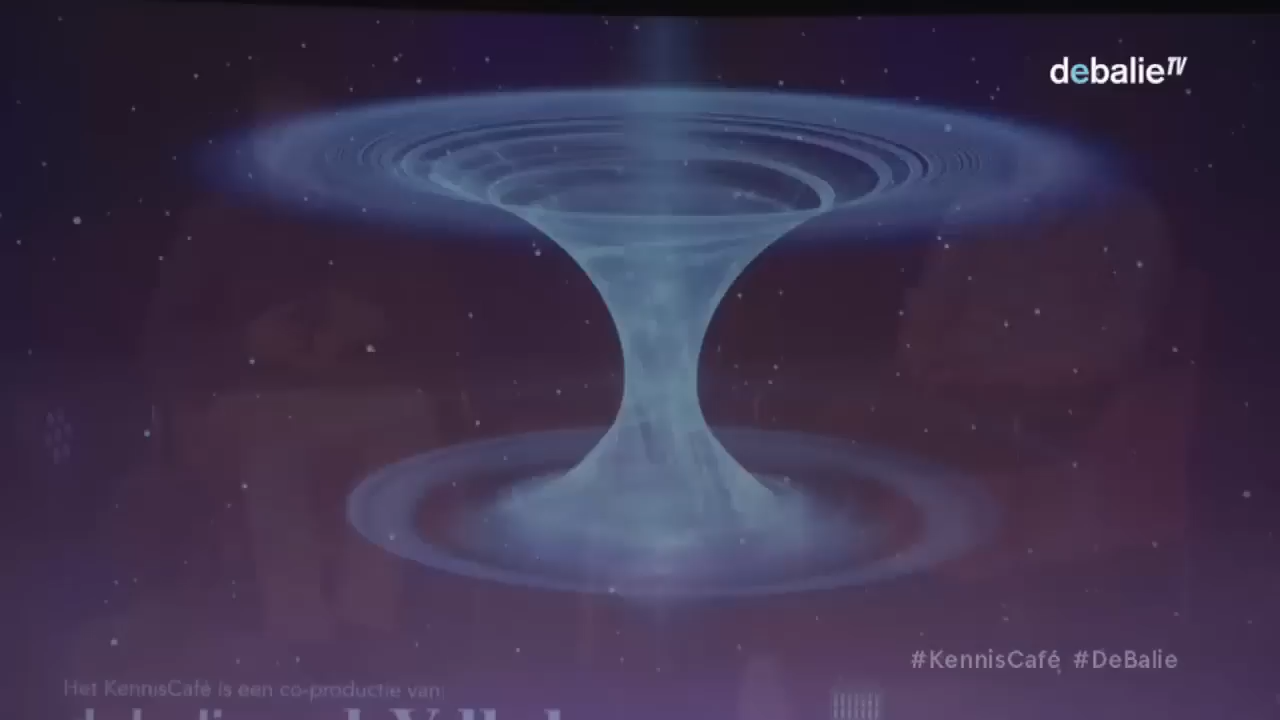 debalieTV
#KennisCafé #DeBalie
Het KennisCafé is een co-productie van: